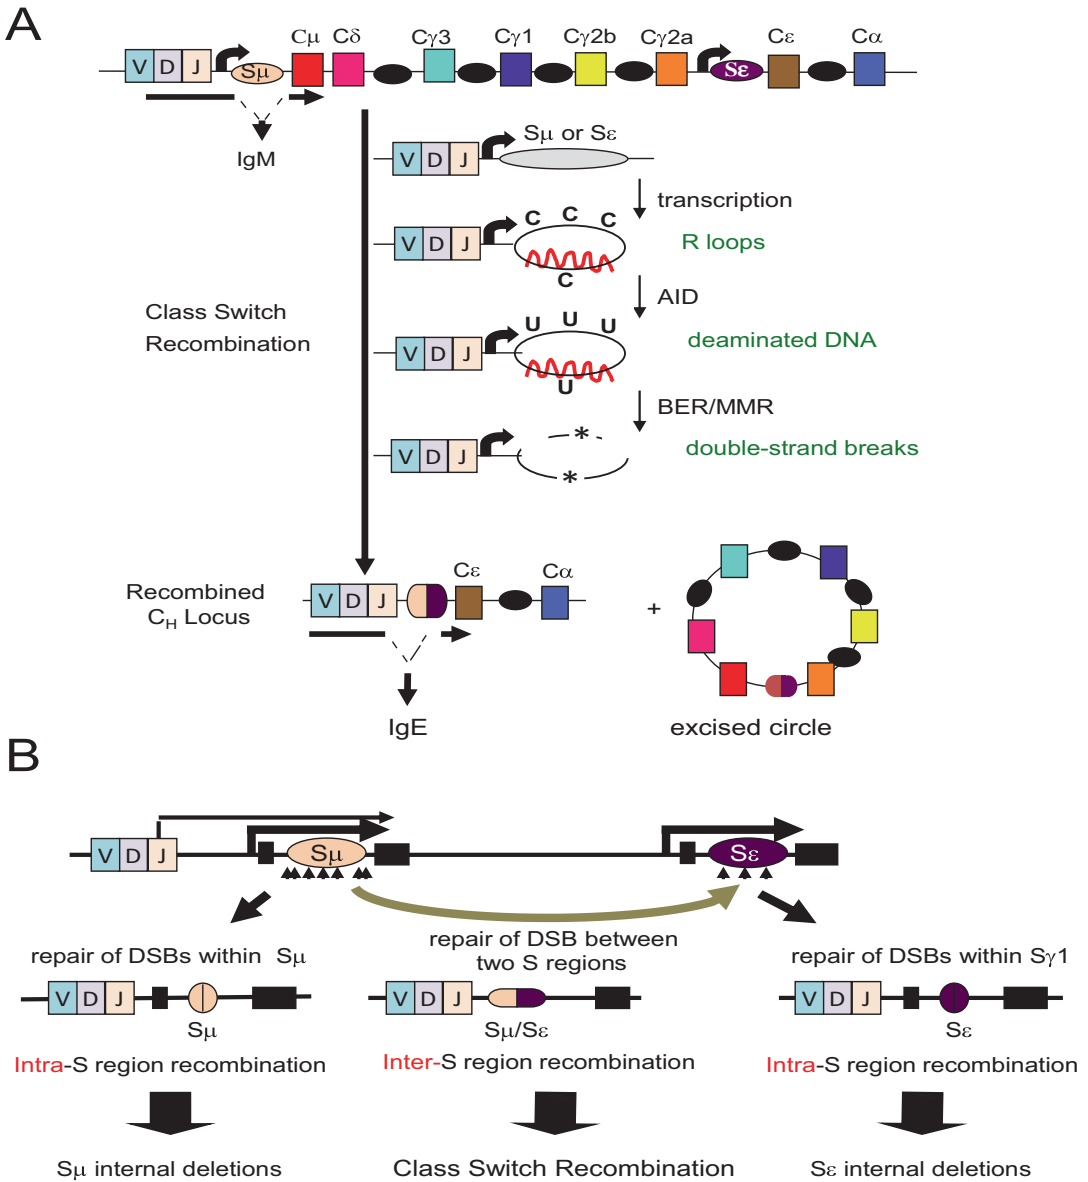 A
Cμ Cδ Cγ3 Cγ1 Cγ2b Cγ2a Cε Cα
V D J Sμ Sε
IgM
Sμ or Sε
V D J
transcription
C C C
R loops
V D J
C
AID
Class Switch
Recombination
U U U
deaminated DNA
V D J
U
BER/MMR
*
double-strand breaks
V D J
*
Recombined
CH Locus
Cε Cα
V D J
+
IgE
excised circle
B
V D J Sμ Sε
repair of DSBs within Sμ
repair of DSB between
two S regions
repair of DSBs within Sγ1
V D J
V D J
V D J
Sμ
Sμ/Sε
Sε
Intra-S region recombination
Inter-S region recombination
Intra-S region recombination
Sμ internal deletions
Class Switch Recombination
Sε internal deletions